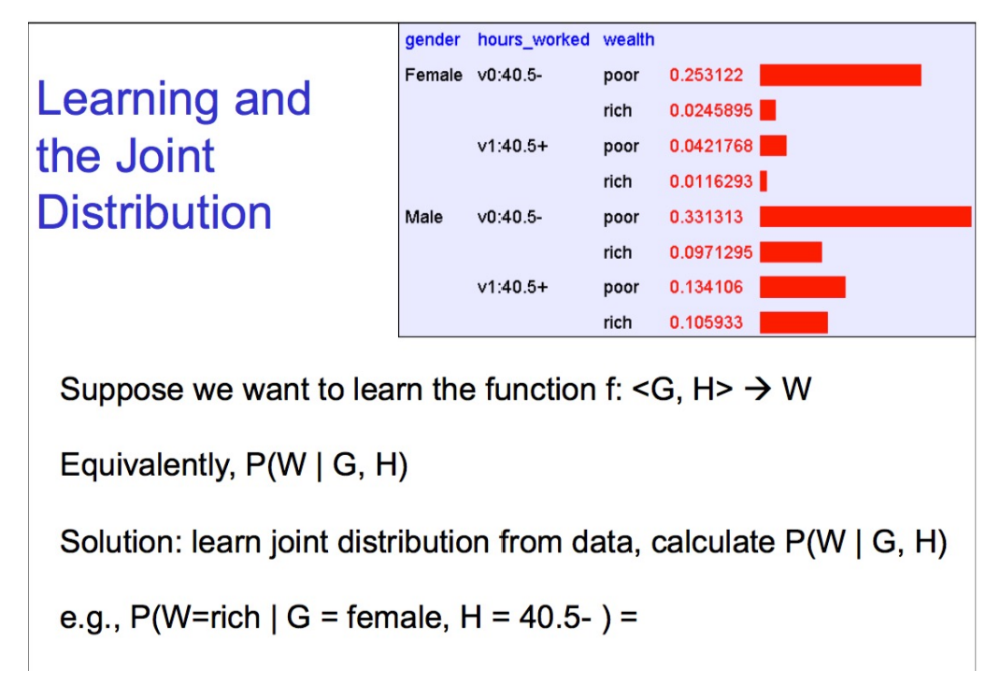 Learning and
the Joint
Distribution
gender hours_worked wealth
Female v0:40.5- poor 0.253122
rich 0.0245895
v1:40.5+ poor 0.0421768
rich 0.0116293
Male v0:40.5- poor 0.331313
rich 0.0971295
v1:40.5+ poor 0.134106
rich 0.105933
Suppose we want to learn the function f: <G, H> → W
Equivalently, P(W | G, H)
Solution: learn joint distribution from data, calculate P(W | G, H)
e.g., P(W=rich | G = female, H = 40.5- ) =